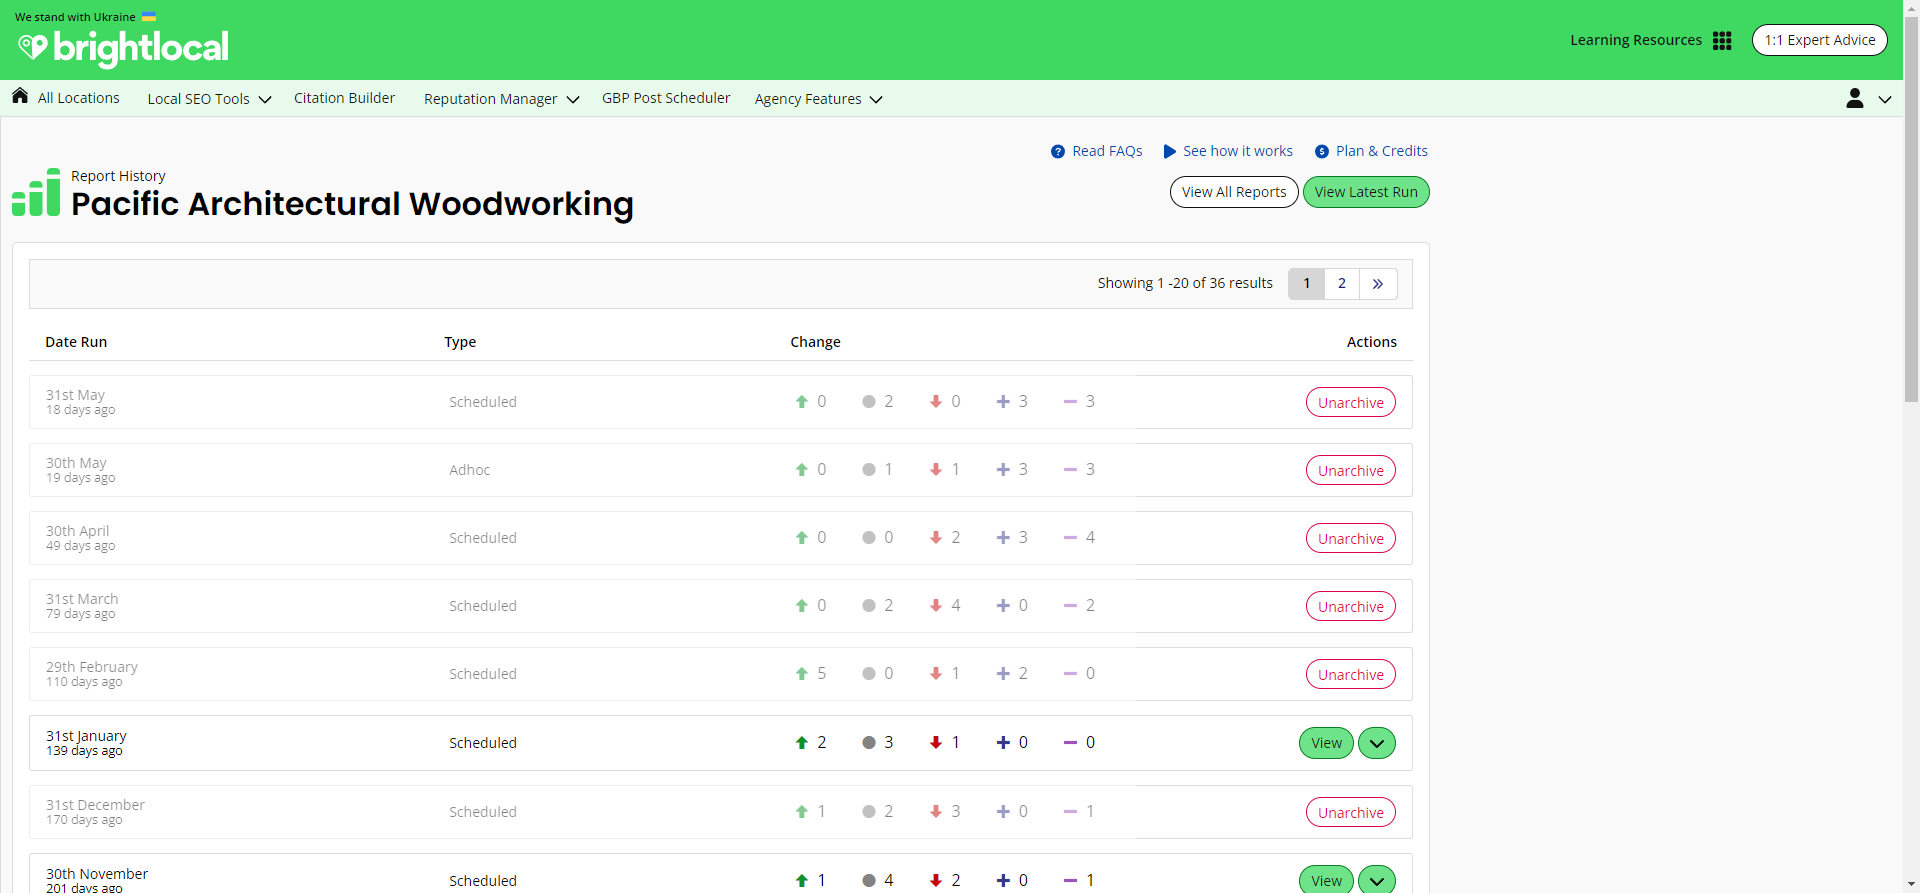 We stand with Ukraine
brightlocal
Learning Resources
1:1 Expert Advice
All Locations
Local SEO Tools
Citation Builder
Reputation Manager
GBP Post Scheduler
Agency Features
Read FAQs
See how it works
Plan & Credits
Report History
Pacific Architectural Woodworking
View All Reports
View Latest Run
Showing 1 -20 of 36 results
1 2 »
Date Run Type Change Actions
31st May
18 days ago
Scheduled 0 2 0 3 3 Unarchive
30th May
19 days ago
Adhoc 0 1 1 3 3 Unarchive
30th April
49 days ago
Scheduled 0 0 2 3 4 Unarchive
31st March
79 days ago
Scheduled 0 2 4 0 2 Unarchive
29th February
110 days ago
Scheduled 5 0 1 2 0 Unarchive
31st January
139 days ago
Scheduled 2 3 1 0 0 View
31st December
170 days ago
Scheduled 1 2 3 0 1 Unarchive
30th November
201 days ago
Scheduled 1 4 2 0 1 View